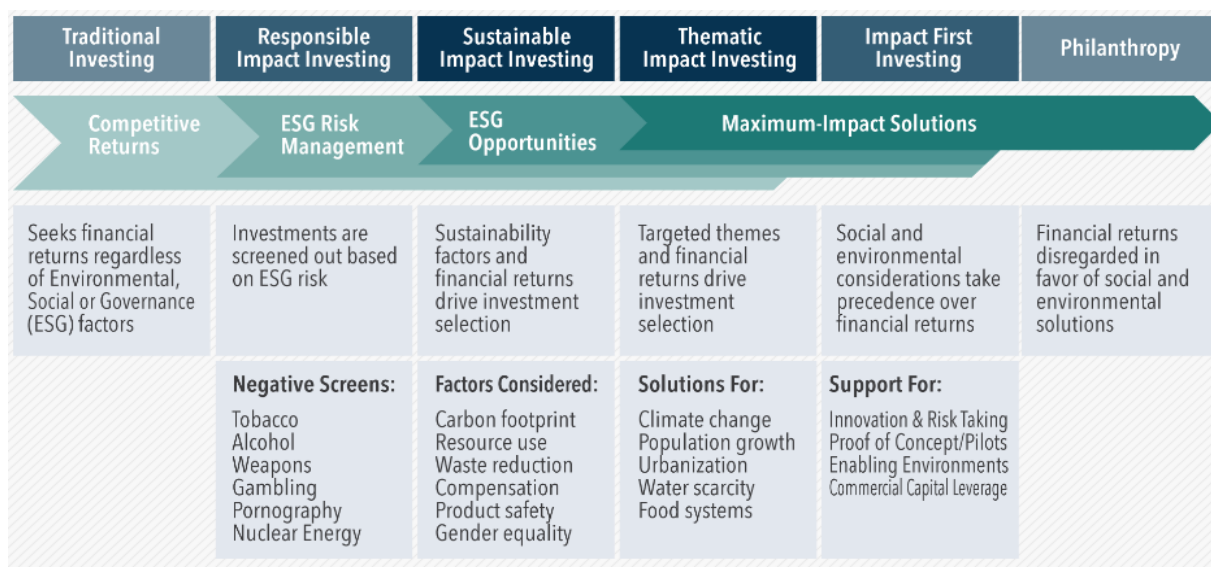 Traditional
Investing
Responsible
Impact Investing
Sustainable
Impact Investing
Thematic
Impact Investing
Impact First
Investing
Philanthropy
Competitive
Returns
ESG Risk
Management
ESG
Opportunities
Maximum-Impact Solutions
Seeks financial
returns regardless
of Environmental,
Social or Governance
(ESG) factors
Investments are
screened out based
on ESG risk
Sustainability
factors and
financial returns
drive investment
selection
Targeted themes
and financial
returns drive
investment
selection
Social and
environmental
considerations take
precedence over
financial returns
Financial returns
disregarded in
favor of social and
environmental
solutions
Negative Screens:
Tobacco
Alcohol
Weapons
Gambling
Pornography
Nuclear Energy
Factors Considered:
Carbon footprint
Resource use
Waste reduction
Compensation
Product safety
Gender equality
Solutions For:
Climate change
Population growth
Urbanization
Water scarcity
Food systems
Support For:
Innovation & Risk Taking
Proof of Concept/Pilots
Enabling Environments
Commercial Capital Leverage